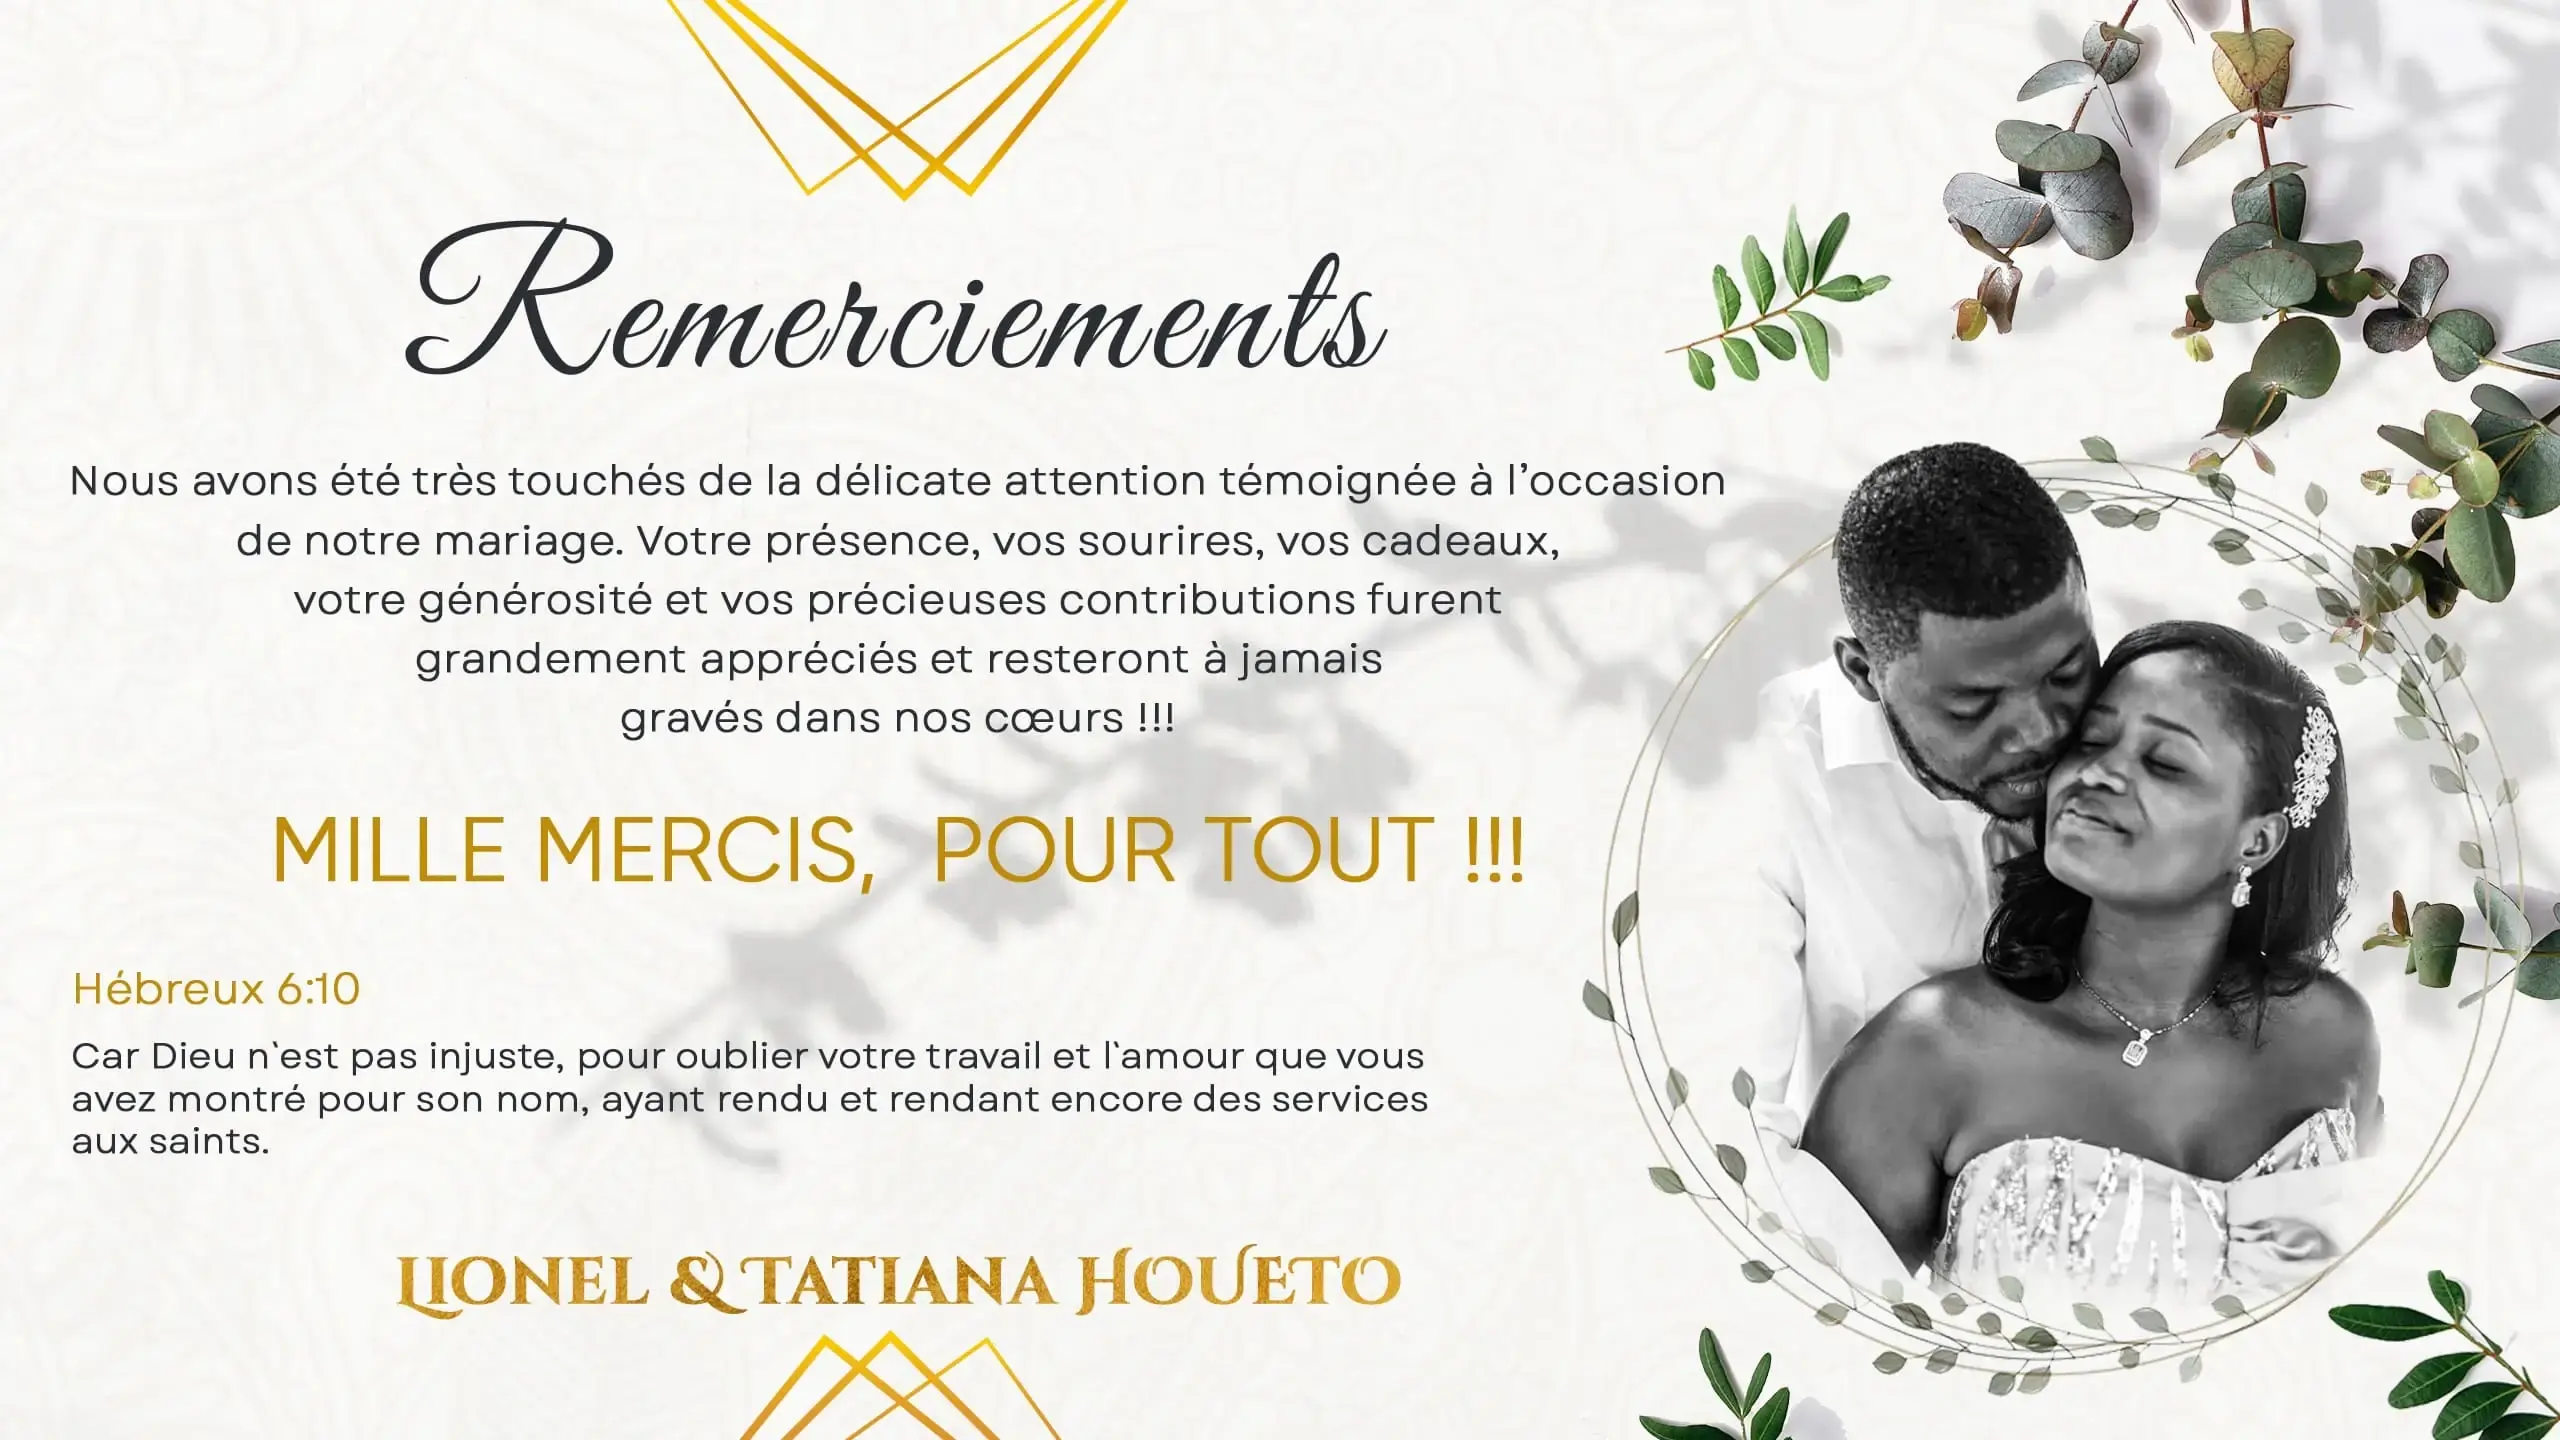 Remerciements
Nous avons été très touchés de la délicate attention témoignée à l’occasion
de notre mariage. Votre présence, vos sourires, vos cadeaux,
votre générosité et vos précieuses contributions furent
grandement appréciés et resteront à jamais
gravés dans nos cœurs !!!
MILLE MERCIS,  POUR TOUT !!!
Hébreux 6:10
Car Dieu n`est pas injuste, pour oublier votre travail et l`amour que vous
avez montré pour son nom, ayant rendu et rendant encore des services
aux saints.
LIONEL & TATIANA HOUETO